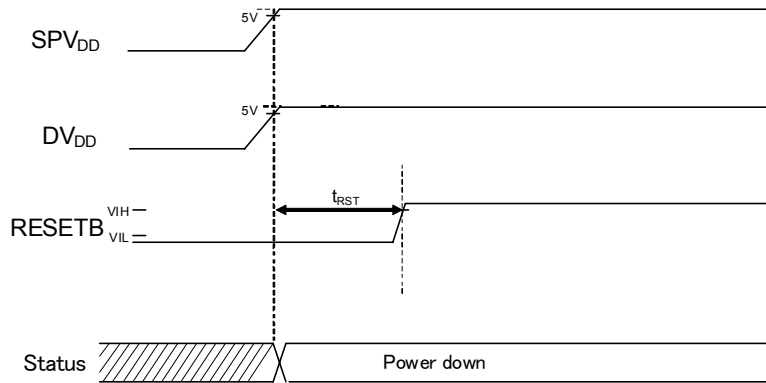 5V
SPVDD
5V
DVDD
tRST
VIH
RESETB
VIL
Status
Power down